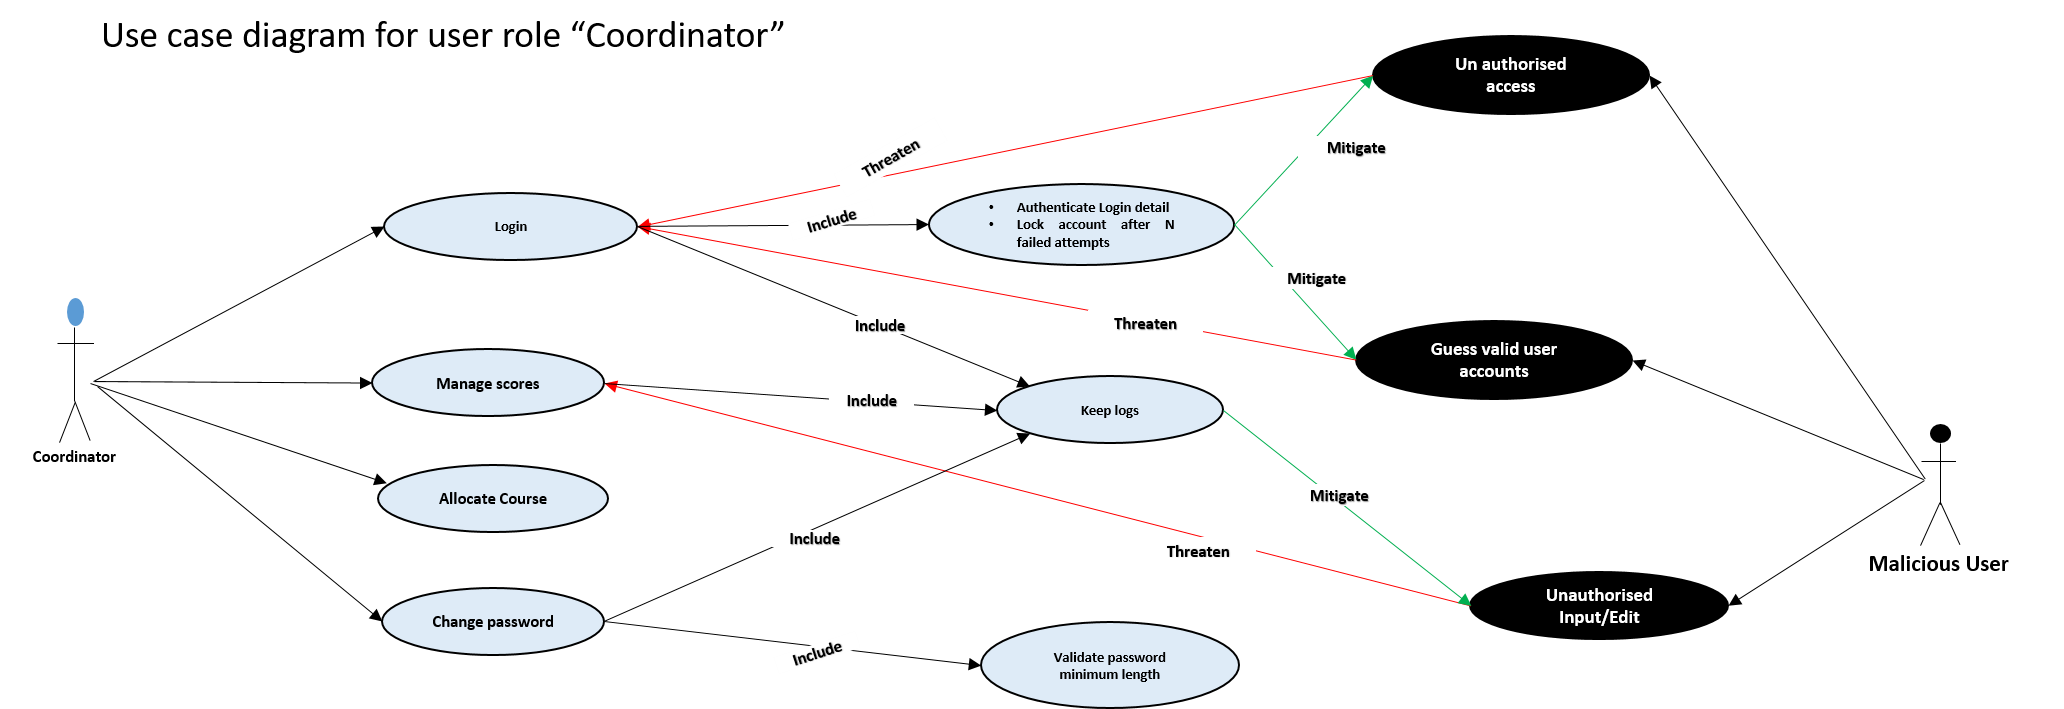 Use case diagram for user role “Coordinator”
Un authorised
access
Threaten
Mitigate
Login
Include
• Authenticate Login detail
• Lock account after N
failed attempts
Mitigate
Include
Threaten
Guess valid user
accounts
Manage scores
Include
Keep logs
Coordinator
Allocate Course
Mitigate
Include
Threaten
Malicious User
Change password
Unauthorised
Input/Edit
Include
Validate password
minimum length